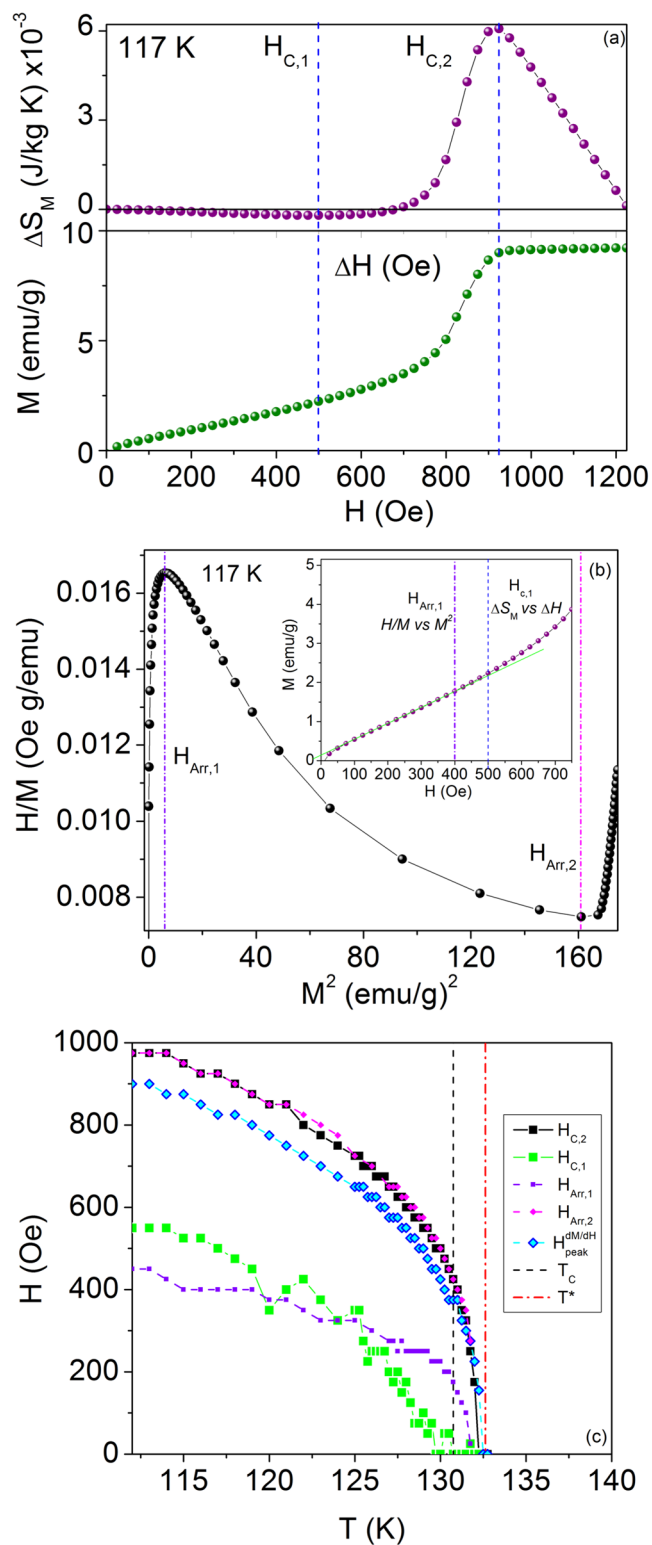 6
3
0
ΔS_M (J/kg K) x10^-3
117 K
H_C,1
H_C,2
(a)
10
5
0
M (emu/g)
ΔH (Oe)
0 200 400 600 800 1000 1200
H (Oe)
0.016
0.014
0.012
0.010
0.008
H/M (Oe g/emu)
117 K
(b)
H_Arr,1
H_Arr,2
5
4
3
2
1
0
M (emu/g)
H_Arr,1
H/M vs M^2
H_c,1
ΔS_M vs ΔH
0 100 200 300 400 500 600 700
H (Oe)
0 40 80 120 160
M^2 (emu/g)^2
1000
800
600
400
200
0
H (Oe)
H_C,2
H_C,1
H_Arr,1
H_Arr,2
H_peak^dM/dH
T_C
T*
(c)
115 120 125 130 135 140
T (K)